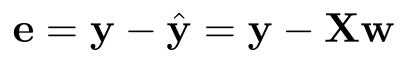 e = y − ŷ = y − Xw